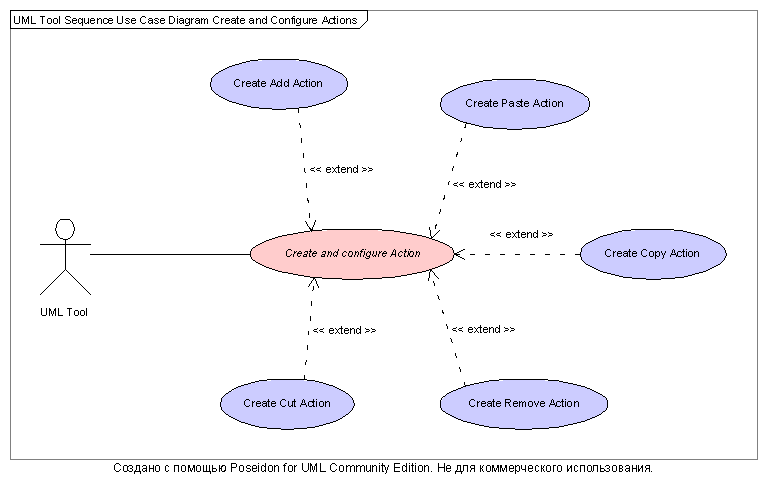 UML Tool Sequence Use Case Diagram Create and Configure Actions
Create Add Action
Create Paste Action
<< extend >>
<< extend >>
<< extend >>
Create and configure Action
Create Copy Action
UML Tool
<< extend >>
<< extend >>
Create Cut Action
Create Remove Action
Создано с помощью Poseidon for UML Community Edition. Не для коммерческого использования.